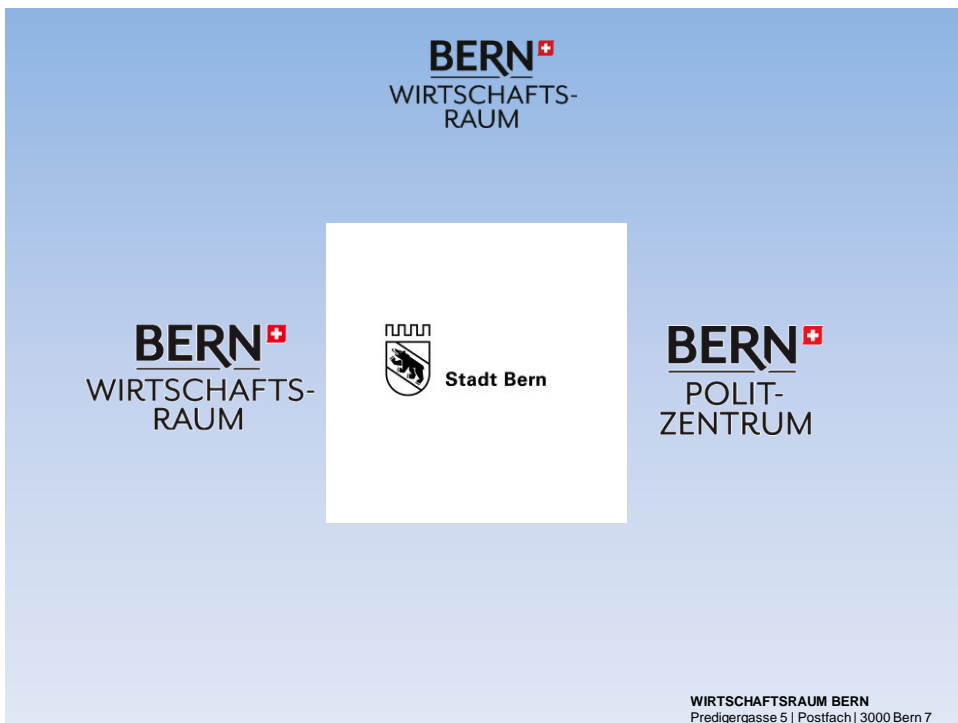 BERN
WIRTSCHAFTS-
RAUM
BERN
WIRTSCHAFTS-
RAUM
Stadt Bern
BERN
POLIT-
ZENTRUM
WIRTSCHAFTSRAUM BERN
Predigergasse 5 | Postfach | 3000 Bern 7